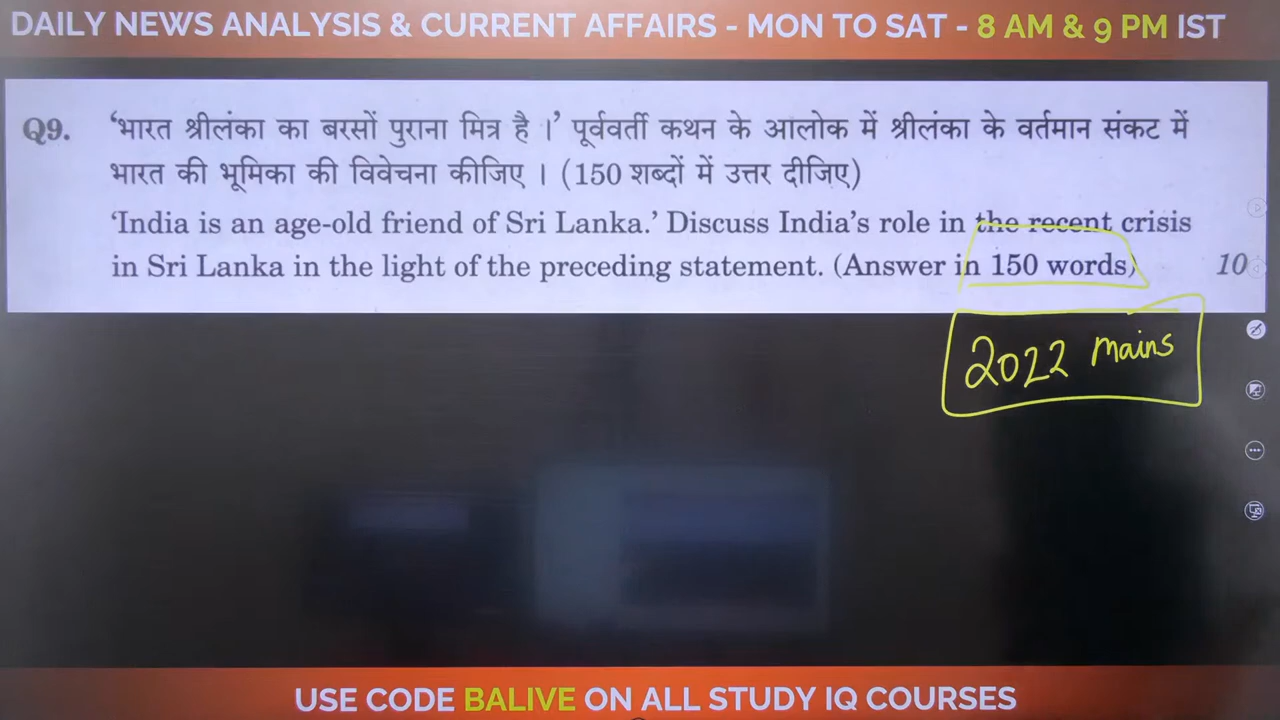 DAILY NEWS ANALYSIS & CURRENT AFFAIRS - MON TO SAT - 8 AM & 9 PM IST
Q9. 'भारत श्रीलंका का बरसों पुराना मित्र है ।' पूर्ववर्ती कथन के आलोक में श्रीलंका के वर्तमान संकट में
भारत की भूमिका की विवेचना कीजिए । (150 शब्दों में उत्तर दीजिए)
'India is an age-old friend of Sri Lanka.' Discuss India's role in the recent crisis
in Sri Lanka in the light of the preceding statement. (Answer in 150 words) 10
2022 mains
USE CODE BALIVE ON ALL STUDY IQ COURSES